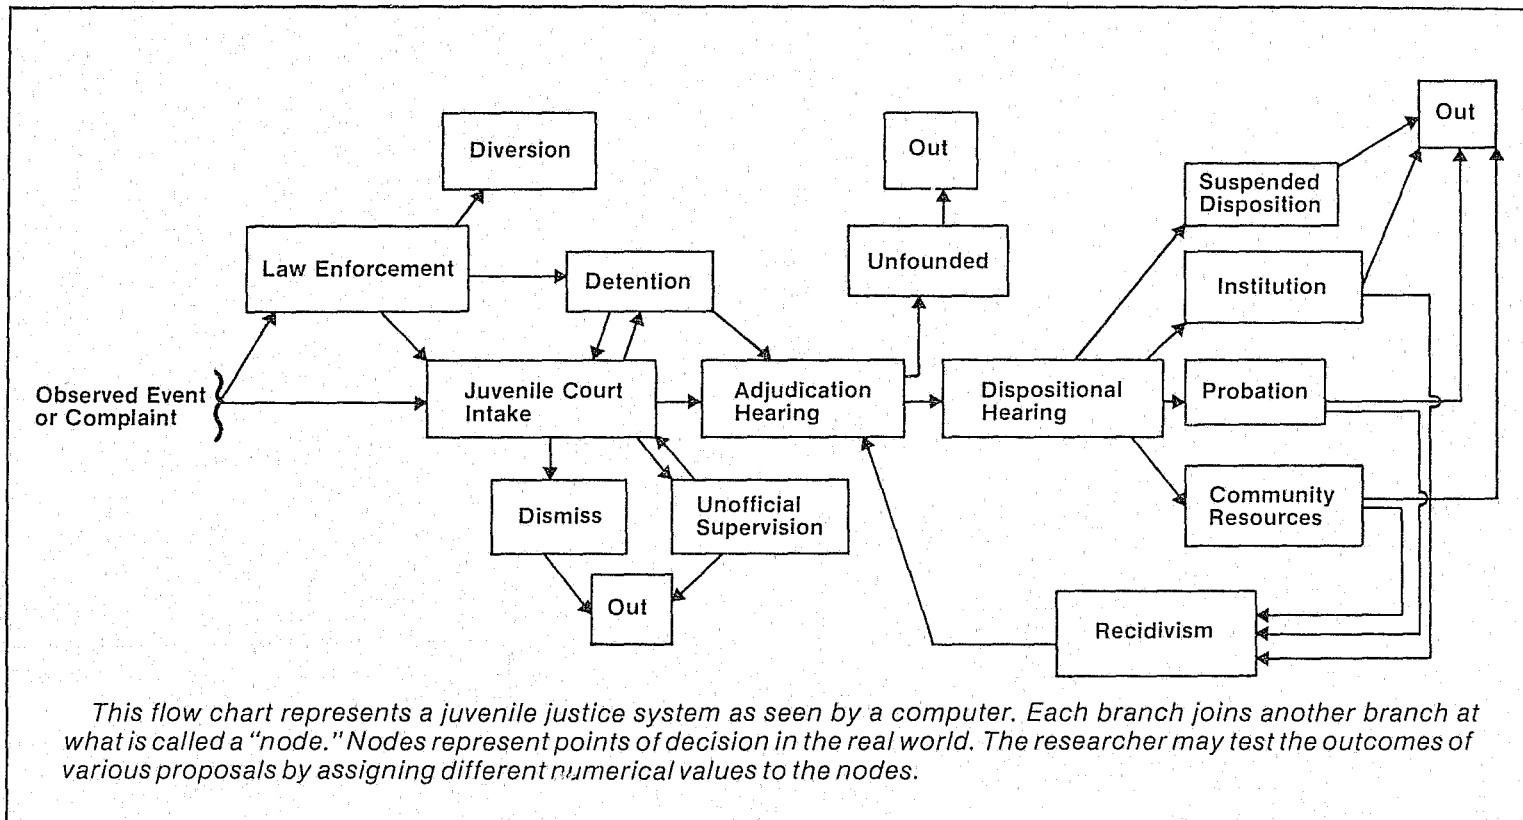 Out
Diversion
Out
Suspended
Disposition
Law Enforcement
Detention
Unfounded
Institution
Observed Event
or Complaint
Juvenile Court
Intake
Adjudication
Hearing
Dispositional
Hearing
Probation
Dismiss
Unofficial
Supervision
Community
Resources
Out
Recidivism
This flow chart represents a juvenile justice system as seen by a computer. Each branch joins another branch at
what is called a “node.” Nodes represent points of decision in the real world. The researcher may test the outcomes of
various proposals by assigning different numerical values to the nodes.